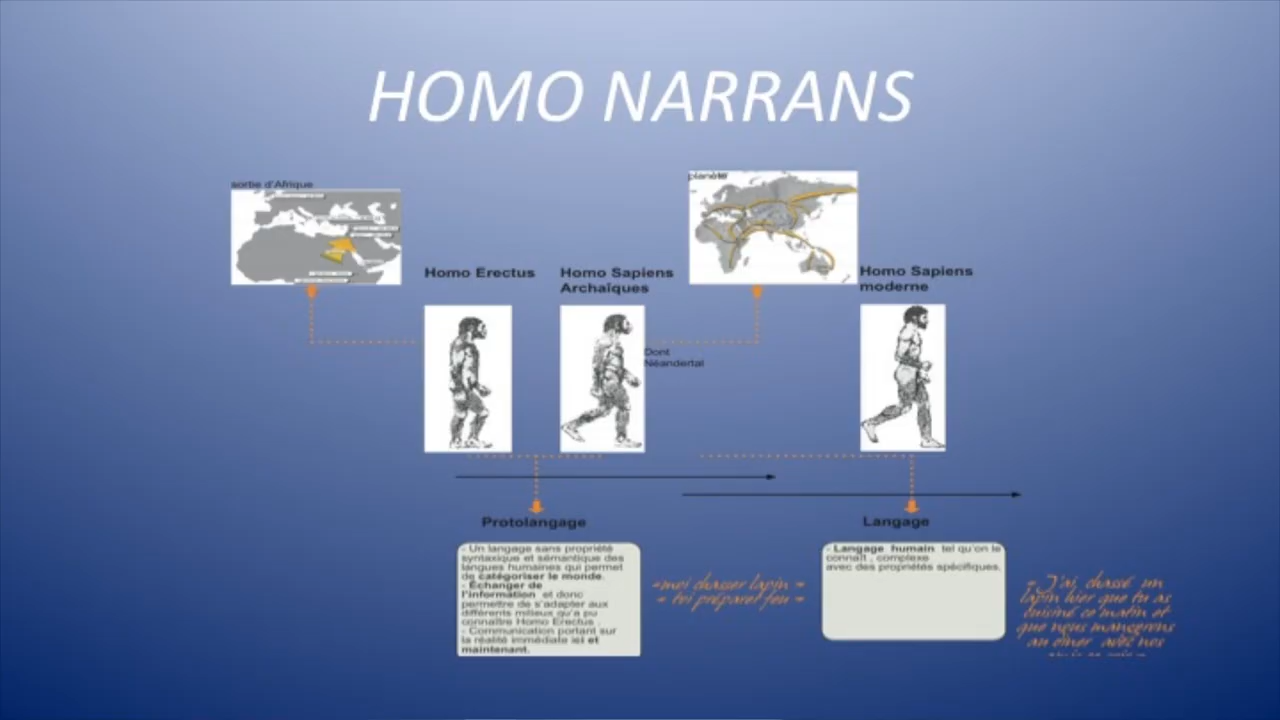 HOMO NARRANS
sortie d'Afrique
planète
Homo Erectus
Homo Sapiens
Archaïques
Homo Sapiens
moderne
Dont
Néandertal
Protolangage
Langage
- Un langage sans propriété
syntaxique et sémantique des
langues humaines qui permet
de catégoriser le monde.
- Échanger de
l'information et donc
permettre de s'adapter aux
différents milieux qu'a pu
connaître Homo Erectus .
- Communication portant sur
la réalité immédiate ici et
maintenant.
«moi chasser lapin »
« toi préparer feu »
- Langage humain tel qu'on le
connaît , complexe
avec des propriétés spécifiques.
« J'ai chassé un
lapin hier que tu as
cuisiné ce matin et
que nous mangerons
au dîner avec nos